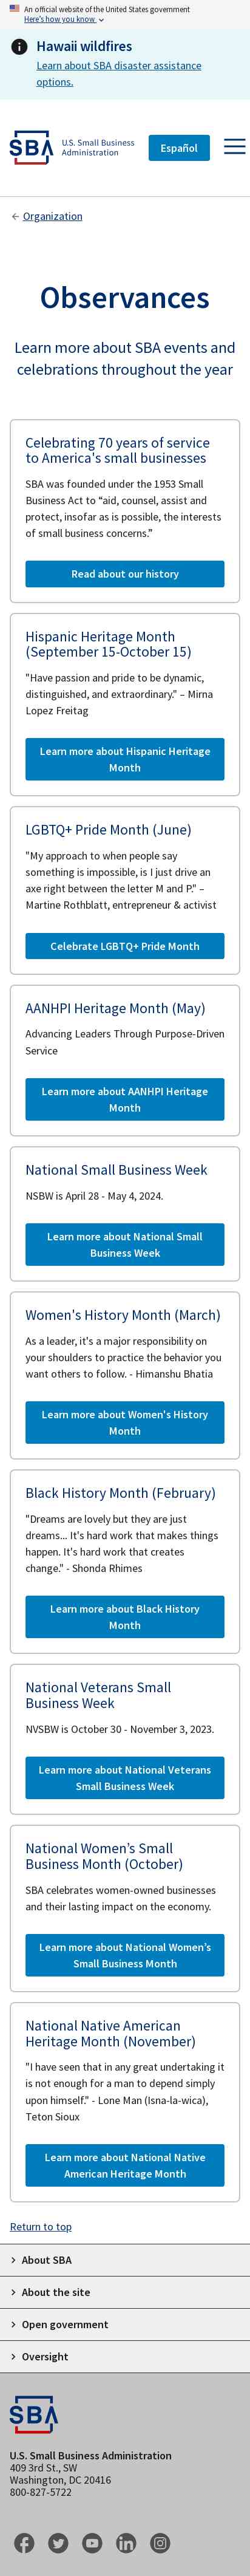 An official website of the United States government
Here's how you know
Hawaii wildfires
Learn about SBA disaster assistance
options.
SBA
U.S. Small Business
Administration
Español
Organization
Observances
Learn more about SBA events and
celebrations throughout the year
Celebrating 70 years of service
to America's small businesses
SBA was founded under the 1953 Small
Business Act to “aid, counsel, assist and
protect, insofar as is possible, the interests
of small business concerns.”
Read about our history
Hispanic Heritage Month
(September 15-October 15)
"Have passion and pride to be dynamic,
distinguished, and extraordinary." – Mirna
Lopez Freitag
Learn more about Hispanic Heritage
Month
LGBTQ+ Pride Month (June)
"My approach to when people say
something is impossible, is I just drive an
axe right between the letter M and P." –
Martine Rothblatt, entrepreneur & activist
Celebrate LGBTQ+ Pride Month
AANHPI Heritage Month (May)
Advancing Leaders Through Purpose-Driven
Service
Learn more about AANHPI Heritage
Month
National Small Business Week
NSBW is April 28 - May 4, 2024.
Learn more about National Small
Business Week
Women's History Month (March)
As a leader, it's a major responsibility on
your shoulders to practice the behavior you
want others to follow. - Himanshu Bhatia
Learn more about Women's History
Month
Black History Month (February)
"Dreams are lovely but they are just
dreams... It's hard work that makes things
happen. It's hard work that creates
change." - Shonda Rhimes
Learn more about Black History
Month
National Veterans Small
Business Week
NVSBW is October 30 - November 3, 2023.
Learn more about National Veterans
Small Business Week
National Women’s Small
Business Month (October)
SBA celebrates women-owned businesses
and their lasting impact on the economy.
Learn more about National Women’s
Small Business Month
National Native American
Heritage Month (November)
"I have seen that in any great undertaking it
is not enough for a man to depend simply
upon himself." - Lone Man (Isna-la-wica),
Teton Sioux
Learn more about National Native
American Heritage Month
Return to top
About SBA
About the site
Open government
Oversight
SBA
U.S. Small Business Administration
409 3rd St., SW
Washington, DC 20416
800-827-5722